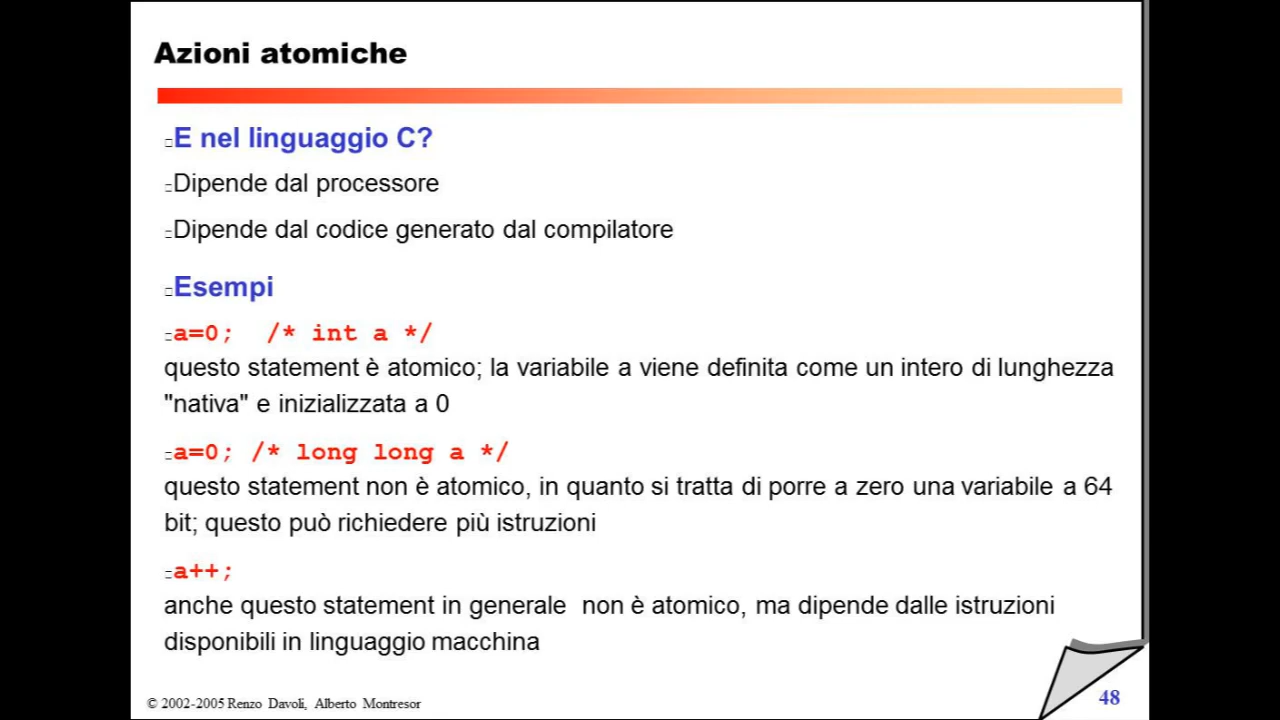 Azioni atomiche
E nel linguaggio C?
Dipende dal processore
Dipende dal codice generato dal compilatore
Esempi
a=0;  /* int a */
questo statement è atomico; la variabile a viene definita come un intero di lunghezza
"nativa" e inizializzata a 0
a=0; /* long long a */
questo statement non è atomico, in quanto si tratta di porre a zero una variabile a 64
bit; questo può richiedere più istruzioni
a++;
anche questo statement in generale  non è atomico, ma dipende dalle istruzioni
disponibili in linguaggio macchina
© 2002-2005 Renzo Davoli, Alberto Montresor
48